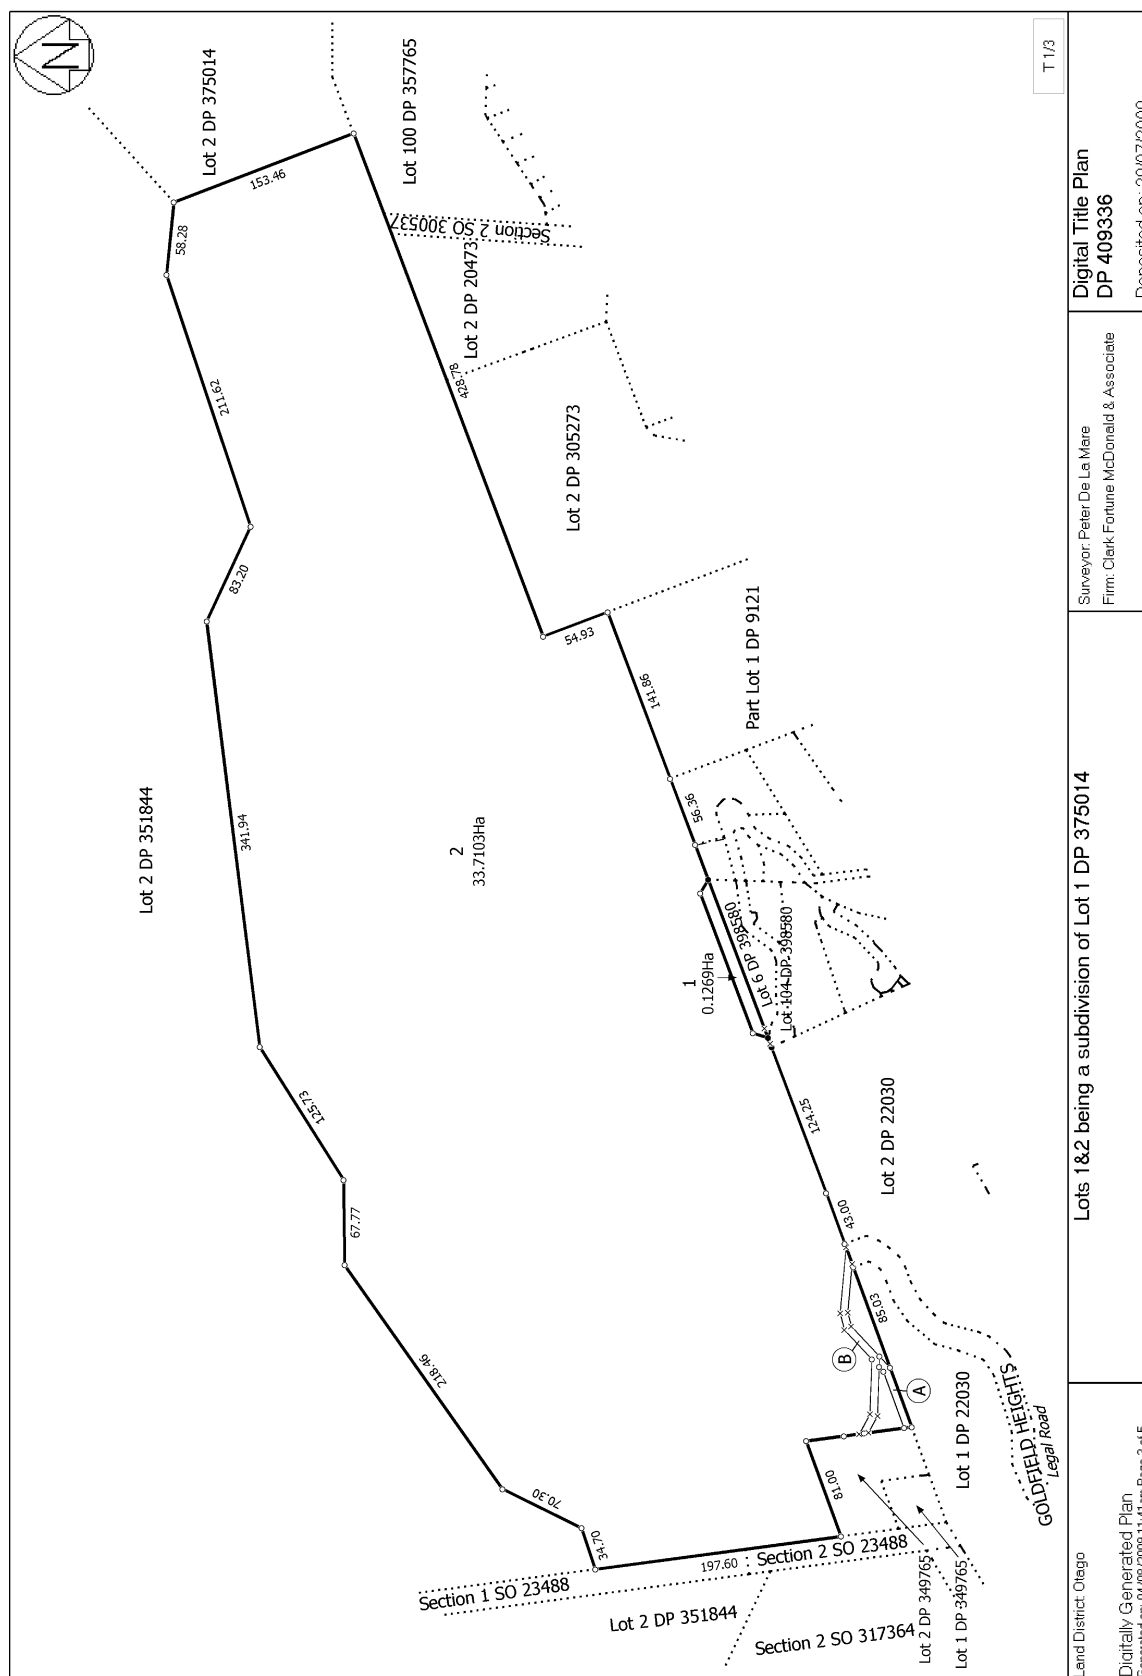 N
Lot 2 DP 375014
Lot 100 DP 357765
T 1/3
153.46
58.28
Section 2 SO 300537
Lot 2 DP 20473
211.62
428.78
Lot 2 DP 305273
83.20
54.93
Part Lot 1 DP 9121
141.86
Lot 2 DP 351844
341.94
2
33.7103Ha
56.36
1
0.1269Ha
Lot 6 DP 398580
Lot 104 DP 398580
125.73
124.25
Lot 2 DP 22030
67.77
43.00
218.46
85.03
B
A
Lot 1 DP 22030
GOLDFIELD HEIGHTS
Legal Road
70.30
81.00
34.70
197.60
Section 1 SO 23488
Section 2 SO 23488
Lot 2 DP 351844
Section 2 SO 317364
Lot 2 DP 349765
Lot 1 DP 349765
Land District: Otago
Digitally Generated Plan
Lots 1&2 being a subdivision of Lot 1 DP 375014
Surveyor: Peter De La Mare
Firm: Clark Fortune McDonald & Associate
Digital Title Plan
DP 409336